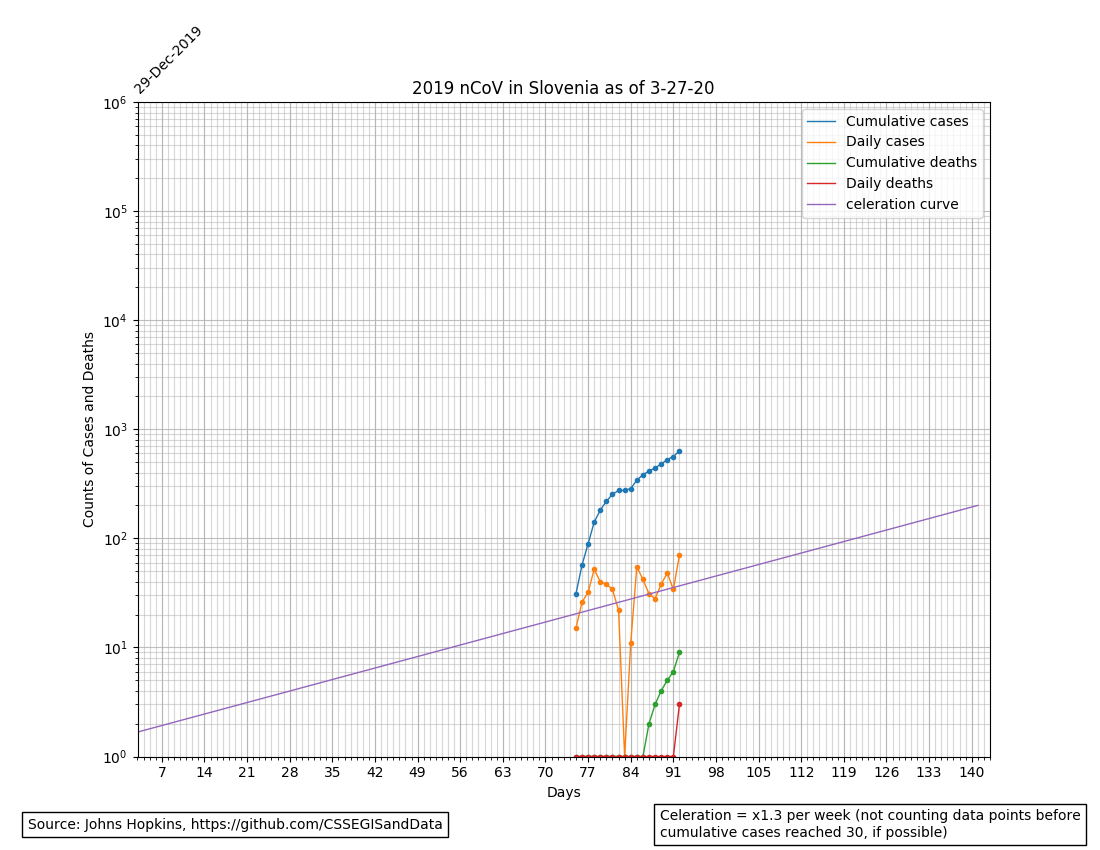 29-Dec-2019
2019 nCoV in Slovenia as of 3-27-20
Cumulative cases
Daily cases
Cumulative deaths
Daily deaths
celeration curve
Counts of Cases and Deaths
10^6
10^5
10^4
10^3
10^2
10^1
10^0
7 14 21 28 35 42 49 56 63 70 77 84 91 98 105 112 119 126 133 140
Days
Source: Johns Hopkins, https://github.com/CSSEGISandData
Celeration = x1.3 per week (not counting data points before
cumulative cases reached 30, if possible)